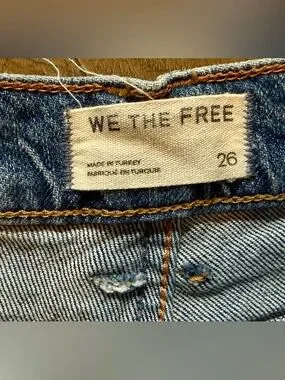 WE THE FREE
MADE IN TURKEY
FABRIQUÉ EN TURQUIE
26